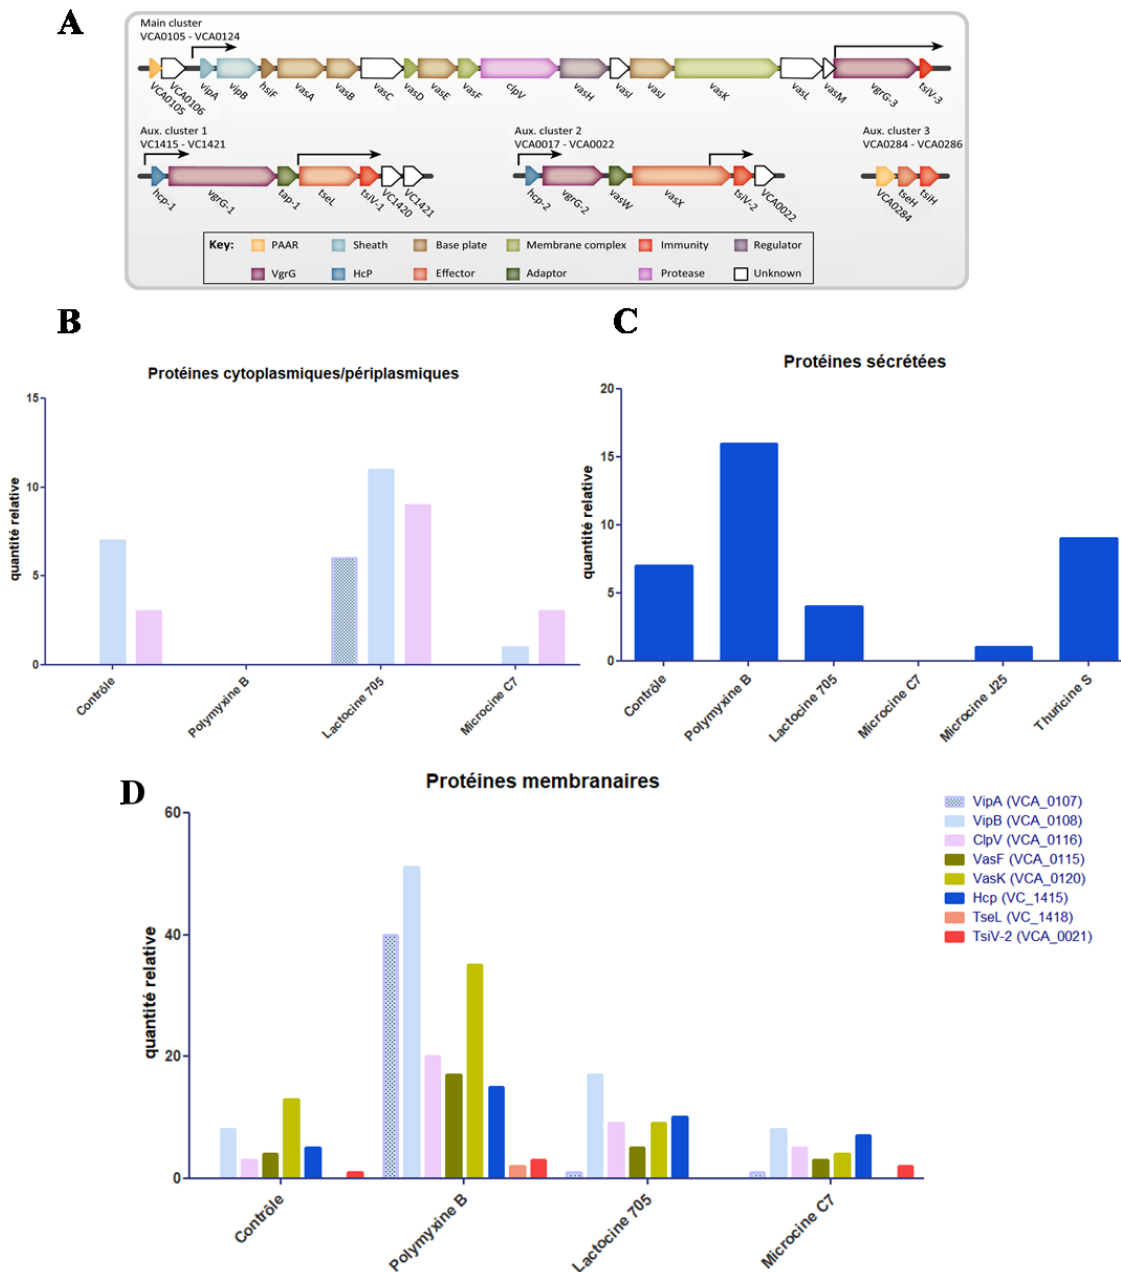 A
Main cluster
VCA0105 - VCA0124
VCA0105
VCA0106
vipA
vipB
hsiF
vasA
vasB
vasC
vasD
vasE
vasF
clpV
vasH
vasI
vasJ
vasK
vasL
vasM
vgrG-3
tsiV-3
Aux. cluster 1
VC1415 - VC1421
hcp-1
vgrG-1
tap-1
tseL
tsiV-1
VC1420
VC1421
Aux. cluster 2
VCA0017 - VCA0022
hcp-2
vgrG-2
vasW
vasX
tsiV-2
VCA0022
Aux. cluster 3
VCA0284 - VCA0286
VCA0284
tseH
tsiH
Key: PAAR Sheath Base plate Membrane complex Immunity Regulator
VgrG HcP Effector Adaptor Protease Unknown
B
Protéines cytoplasmiques/périplasmiques
quantité relative
15
10
5
0
Contrôle
Polymyxine B
Lactocine 705
Microcine C7
C
Protéines sécrétées
quantité relative
20
15
10
5
0
Contrôle
Polymyxine B
Lactocine 705
Microcine C7
Microcine J25
Thuricine S
D
Protéines membranaires
quantité relative
60
40
20
0
Contrôle
Polymyxine B
Lactocine 705
Microcine C7
VipA (VCA_0107)
VipB (VCA_0108)
ClpV (VCA_0116)
VasF (VCA_0115)
VasK (VCA_0120)
Hcp (VC_1415)
TseL (VC_1418)
TsiV-2 (VCA_0021)